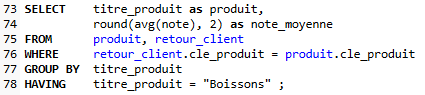 73 SELECT titre_produit as produit,
74 round(avg(note), 2) as note_moyenne
75 FROM produit, retour_client
76 WHERE retour_client.cle_produit = produit.cle_produit
77 GROUP BY titre_produit
78 HAVING titre_produit = "Boissons" ;